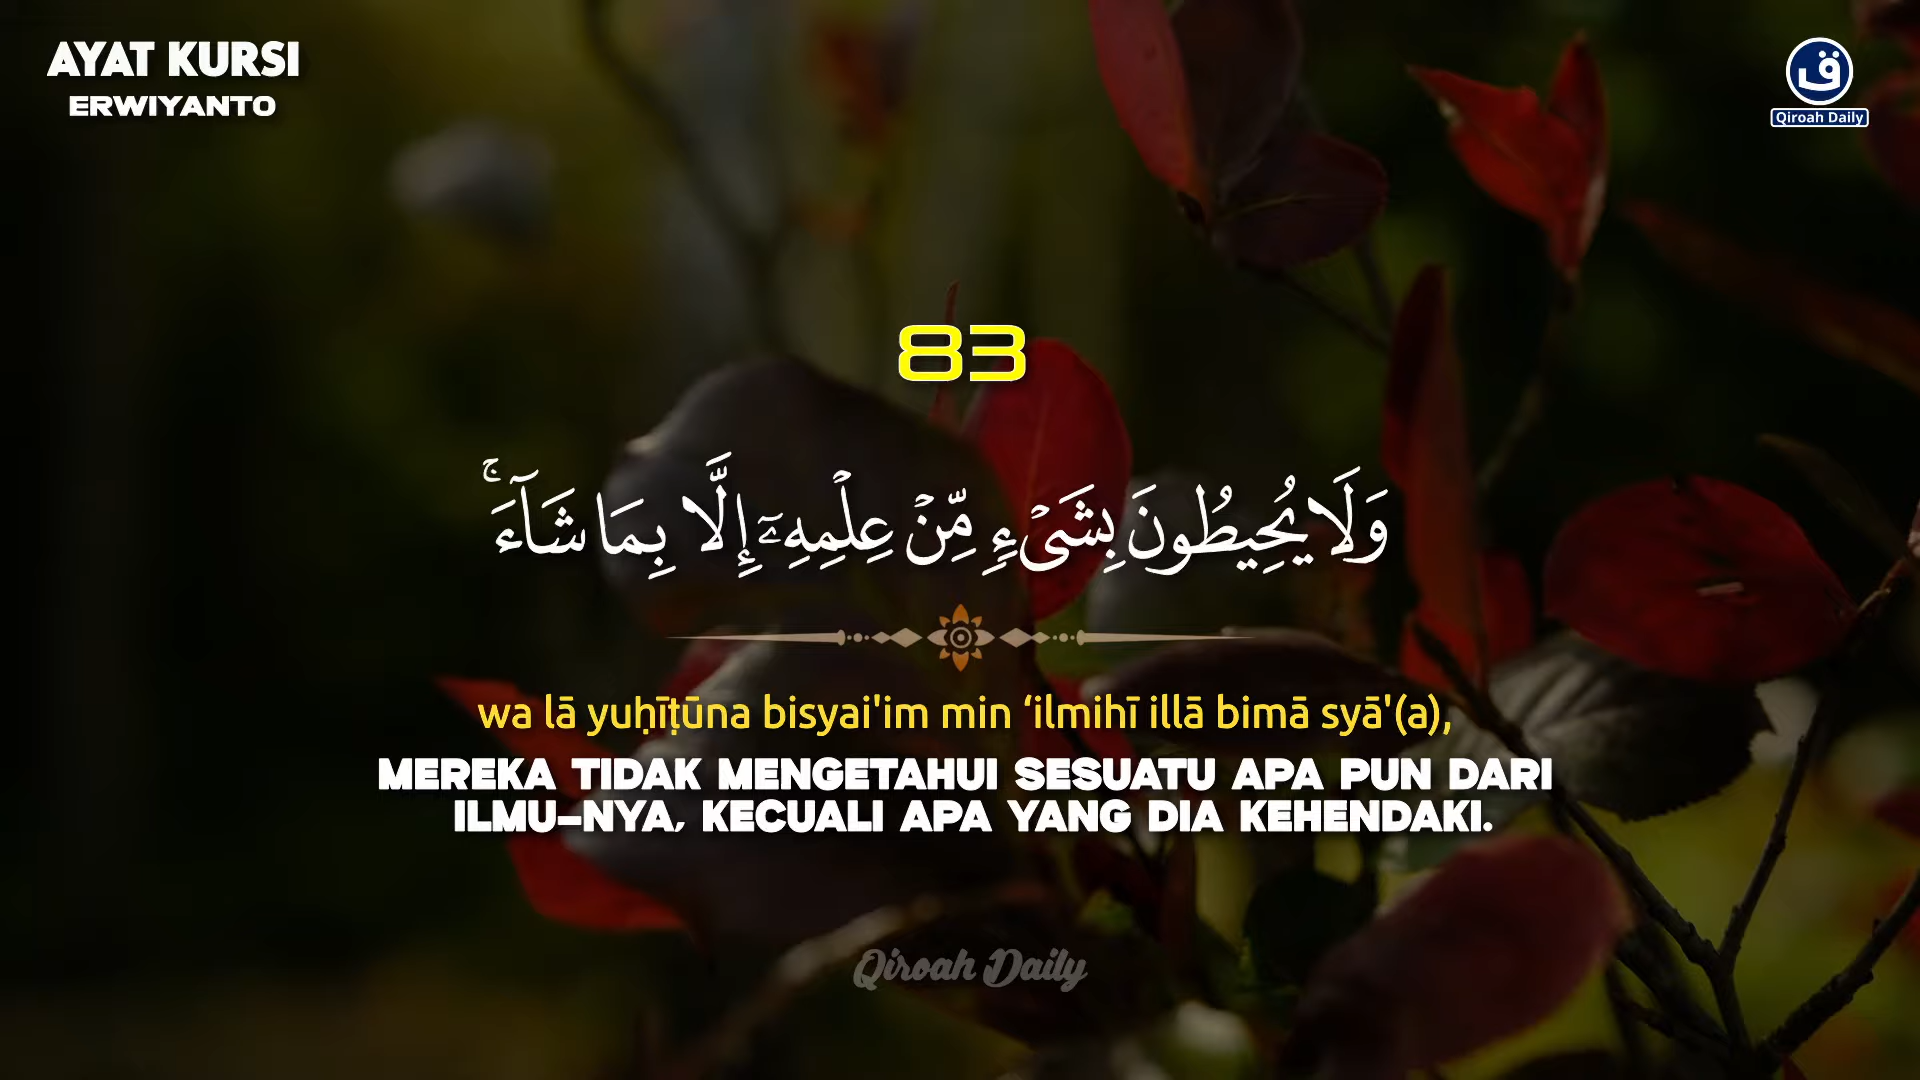 AYAT KURSI
ERWIYANTO
ق
Qiroah Daily
83
وَلَا يُحِيطُونَ بِشَىْءٍ مِّنْ عِلْمِهِۦٓ إِلَّا بِمَا شَآءَ ۚ
wa lā yuḥīṭūna bisyai'im min ‘ilmihī illā bimā syā'(a),
MEREKA TIDAK MENGETAHUI SESUATU APA PUN DARI
ILMU-NYA, KECUALI APA YANG DIA KEHENDAKI.
Qiroah Daily